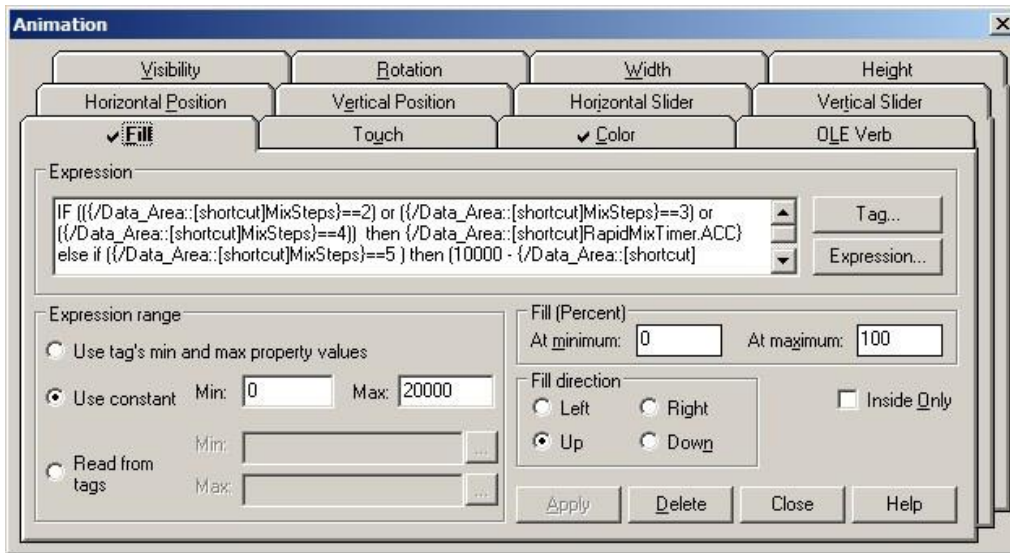 Animation
Visibility Rotation Width Height
Horizontal Position Vertical Position Horizontal Slider Vertical Slider
Fill Touch Color OLE Verb
Expression
IF (({/Data_Area::[shortcut]MixSteps}==2) or ({/Data_Area::[shortcut]MixSteps}==3) or
({/Data_Area::[shortcut]MixSteps}==4)) then {/Data_Area::[shortcut]RapidMixTimer.ACC}
else if ({/Data_Area::[shortcut]MixSteps}==5 ) then (10000 - {/Data_Area::[shortcut]
Tag...
Expression...
Expression range
Use tag's min and max property values
Use constant Min: 0 Max: 20000
Read from tags
Min: ...
Max: ...
Fill (Percent)
At minimum: 0 At maximum: 100
Fill direction
Left Right
Up Down
Inside Only
Apply Delete Close Help